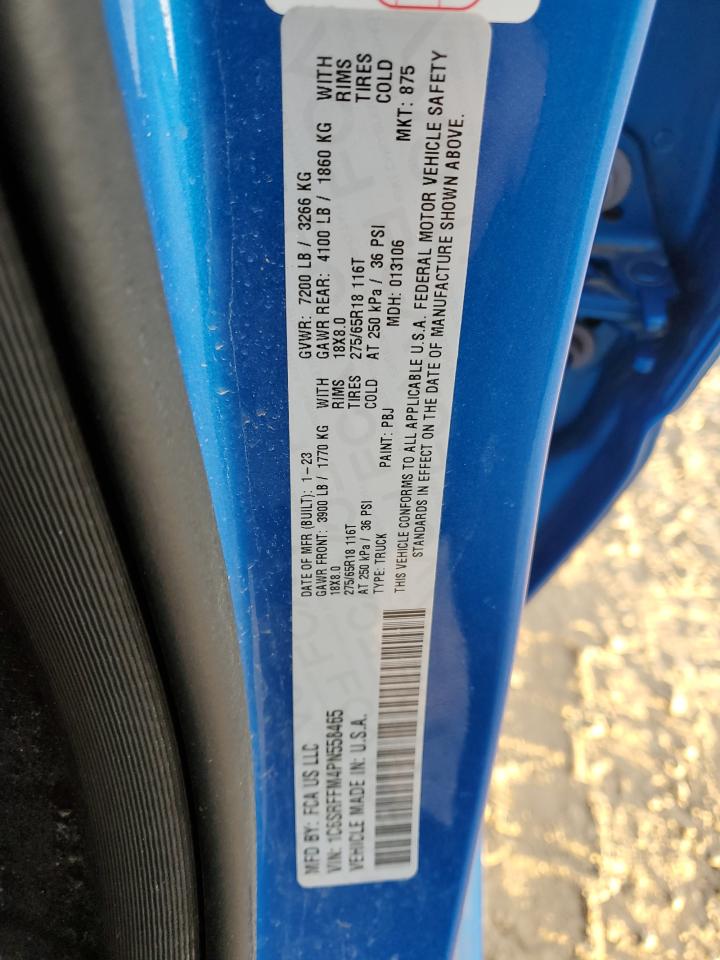 MFD BY: FCA US LLC
DATE OF MFR (BUILT): 1-23
GVWR: 7200 LB / 3266 KG
VIN: 1C6SRFFM4PN558465
GAWR FRONT: 3900 LB / 1770 KG WITH
GAWR REAR: 4100 LB / 1860 KG WITH
VEHICLE MADE IN: U.S.A.
18X8.0 RIMS
18X8.0 RIMS
275/65R18 116T TIRES
275/65R18 116T TIRES
AT 250 kPa / 36 PSI COLD
AT 250 kPa / 36 PSI COLD
TYPE: TRUCK PAINT: PBJ MDH: 013106 MKT: 875
THIS VEHICLE CONFORMS TO ALL APPLICABLE U.S.A. FEDERAL MOTOR VEHICLE SAFETY
STANDARDS IN EFFECT ON THE DATE OF MANUFACTURE SHOWN ABOVE.